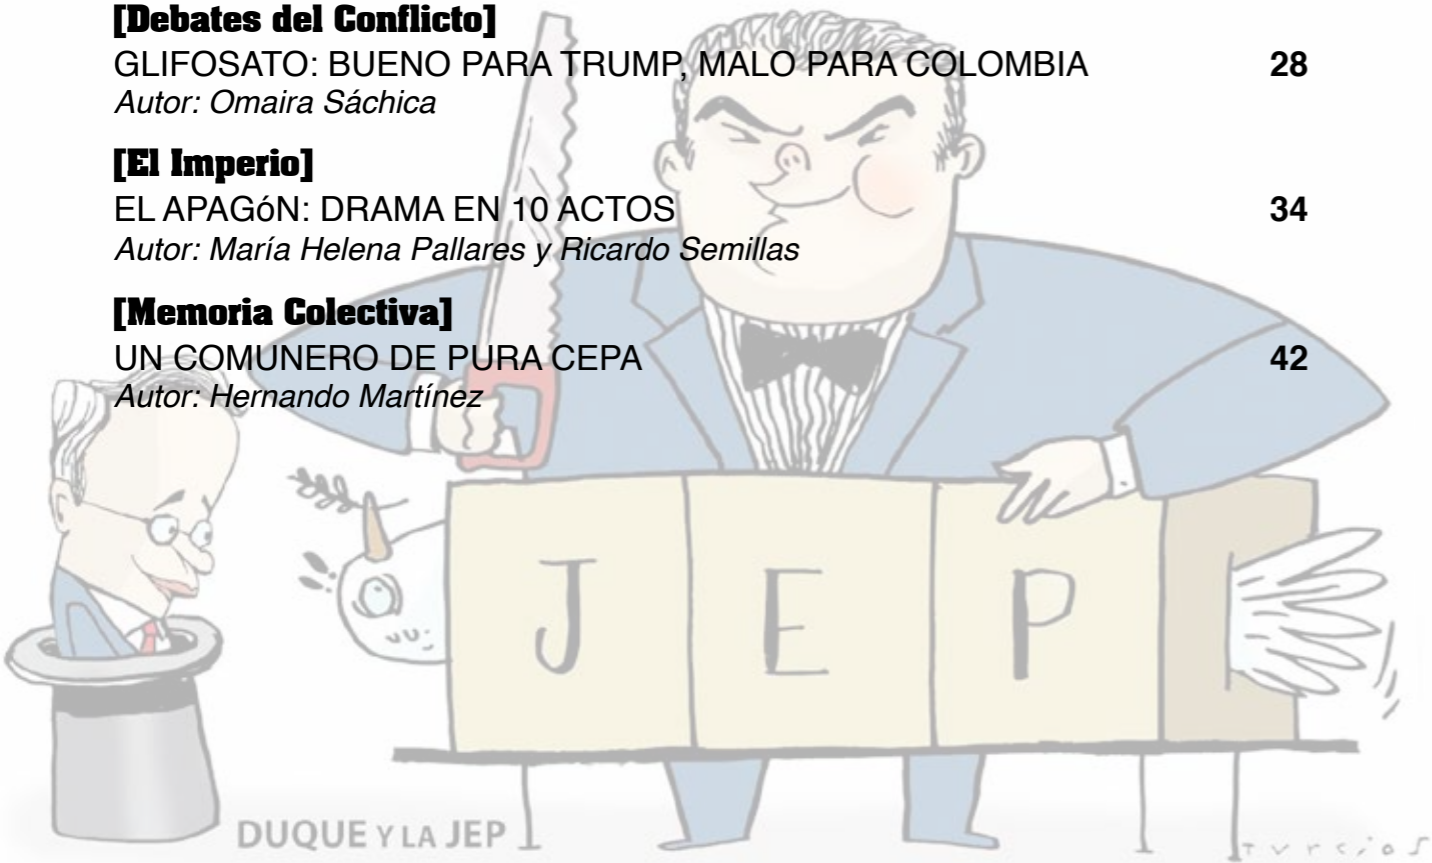 [Debates del Conflicto]
GLIFOSATO: BUENO PARA TRUMP, MALO PARA COLOMBIA 28
Autor: Omaira Sáchica
[El Imperio]
EL APAGóN: DRAMA EN 10 ACTOS 34
Autor: María Helena Pallares y Ricardo Semillas
[Memoria Colectiva]
UN COMUNERO DE PURA CEPA 42
Autor: Hernando Martínez
J E P
DUQUE Y LA JEP
turcios